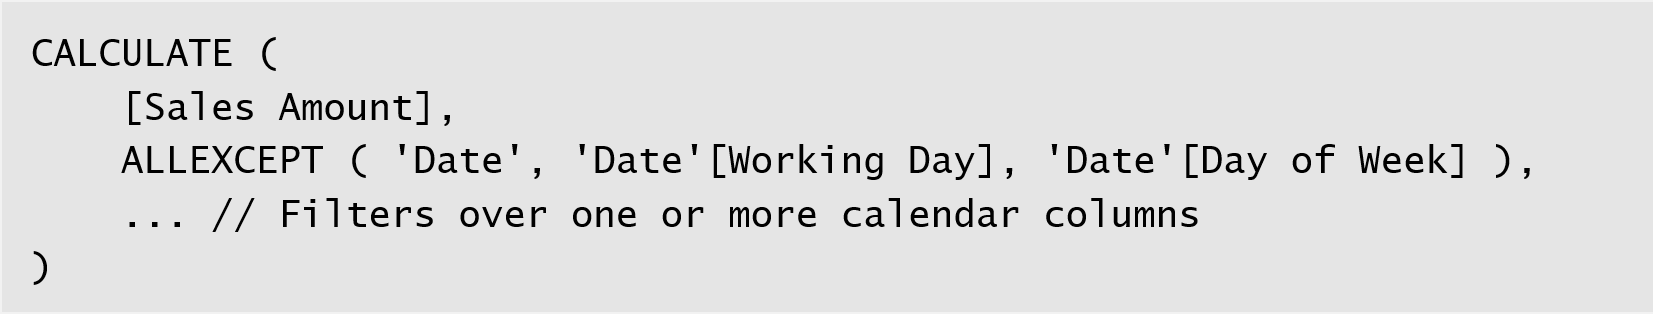 CALCULATE (
    [Sales Amount],
    ALLEXCEPT ( 'Date', 'Date'[Working Day], 'Date'[Day of Week] ),
    ... // Filters over one or more calendar columns
)